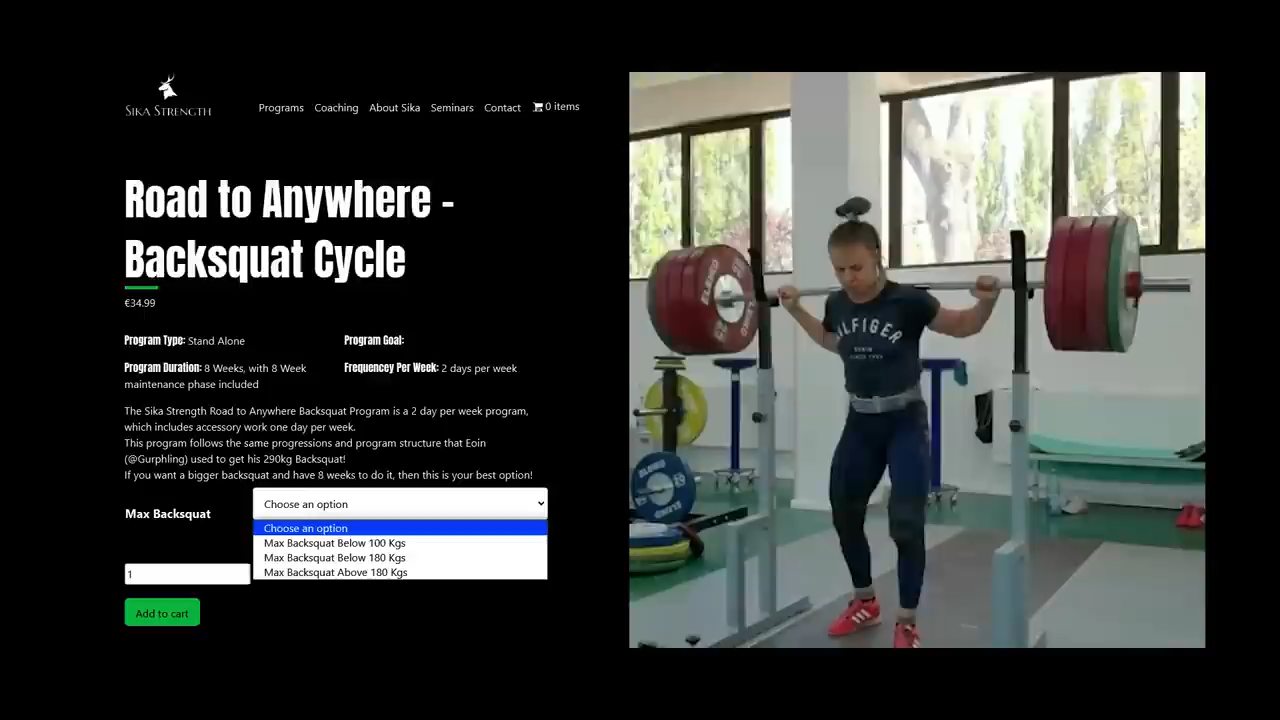 SIKA STRENGTH
Programs Coaching About Sika Seminars Contact 0 items
Road to Anywhere -
Backsquat Cycle
€34.99
Program Type: Stand Alone
Program Goal:
Program Duration: 8 Weeks, with 8 Week
maintenance phase included
Frequencey Per Week: 2 days per week
The Sika Strength Road to Anywhere Backsquat Program is a 2 day per week program,
which includes accessory work one day per week.
This program follows the same progressions and program structure that Eoin
(@Gurphling) used to get his 290kg Backsquat!
If you want a bigger backsquat and have 8 weeks to do it, then this is your best option!
Max Backsquat
Choose an option
Choose an option
Max Backsquat Below 100 Kgs
Max Backsquat Below 180 Kgs
Max Backsquat Above 180 Kgs
1
Add to cart
ELEIKO
ELEIKO